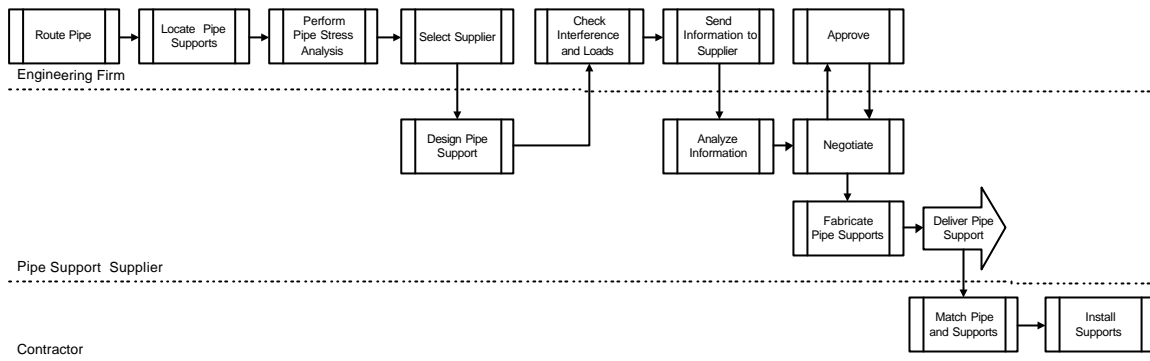 Route Pipe
Locate Pipe
Supports
Perform
Pipe Stress
Analysis
Select Supplier
Check
Interference
and Loads
Send
Information to
Supplier
Approve
Engineering Firm
Design Pipe
Support
Analyze
Information
Negotiate
Fabricate
Pipe Supports
Deliver Pipe
Support
Pipe Support Supplier
Match Pipe
and Supports
Install
Supports
Contractor